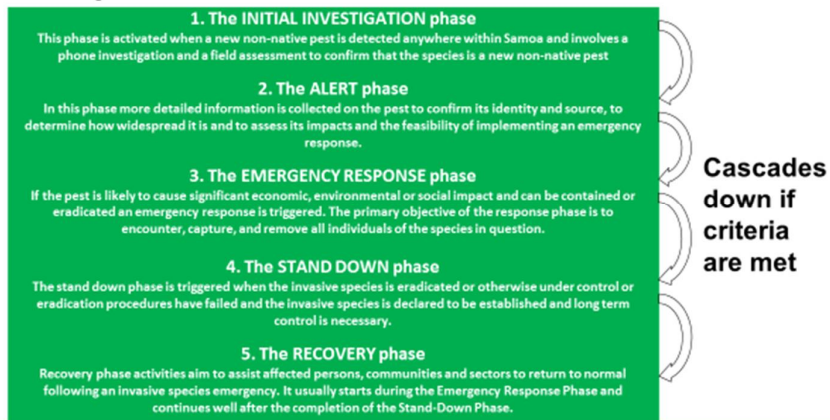 1. The INITIAL INVESTIGATION phase
This phase is activated when a new non-native pest is detected anywhere within Samoa and involves a
phone investigation and a field assessment to confirm that the species is a new non-native pest
2. The ALERT phase
In this phase more detailed information is collected on the pest to confirm its identity and source, to
determine how widespread it is and to assess its impacts and the feasibility of implementing an emergency
response.
3. The EMERGENCY RESPONSE phase
If the pest is likely to cause significant economic, environmental or social impact and can be contained or
eradicated an emergency response is triggered. The primary objective of the response phase is to
encounter, capture, and remove all individuals of the species in question.
4. The STAND DOWN phase
The stand down phase is triggered when the invasive species is eradicated or otherwise under control or
eradication procedures have failed and the invasive species is declared to be established and long term
control is necessary.
5. The RECOVERY phase
Recovery phase activities aim to assist affected persons, communities and sectors to return to normal
following an invasive species emergency. It usually starts during the Emergency Response Phase and
continues well after the completion of the Stand-Down Phase.
Cascades
down if
criteria
are met